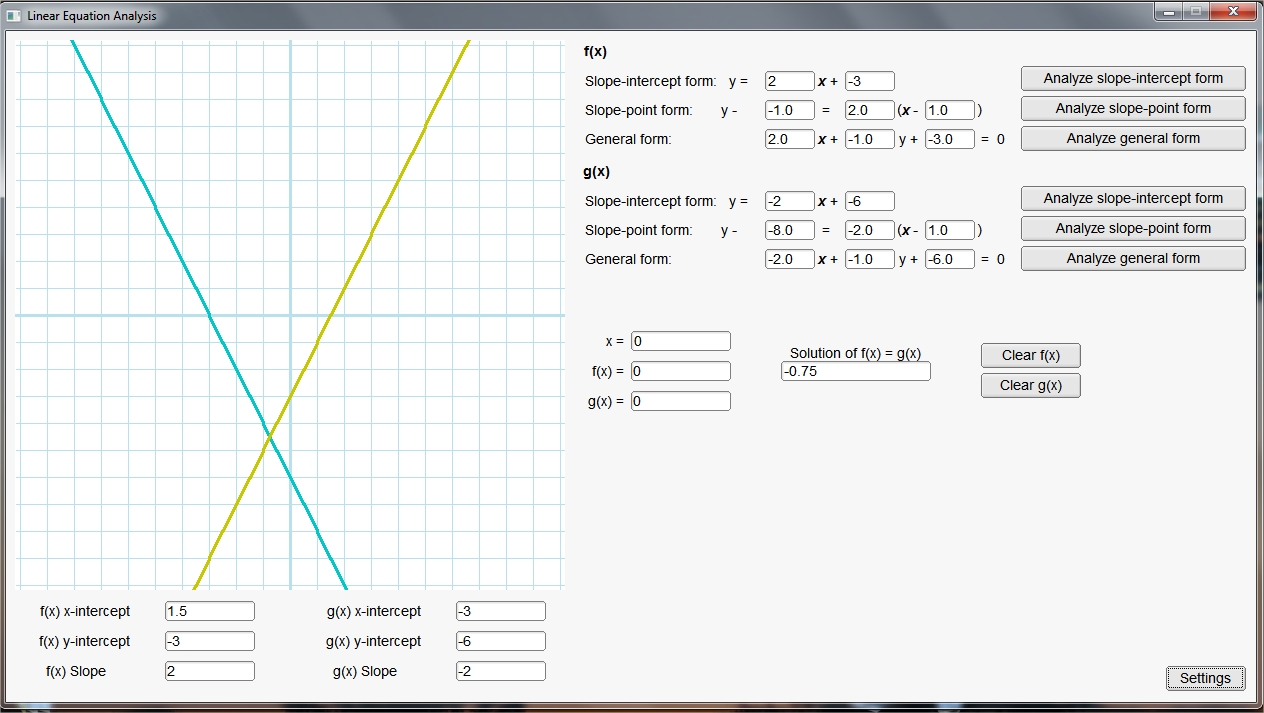 Linear Equation Analysis
f(x)
Slope-intercept form: y = 2 x + -3 Analyze slope-intercept form
Slope-point form: y - -1.0 = 2.0 (x - 1.0 ) Analyze slope-point form
General form: 2.0 x + -1.0 y + -3.0 = 0 Analyze general form
g(x)
Slope-intercept form: y = -2 x + -6 Analyze slope-intercept form
Slope-point form: y - -8.0 = -2.0 (x - 1.0 ) Analyze slope-point form
General form: -2.0 x + -1.0 y + -6.0 = 0 Analyze general form
x = 0
f(x) = 0
g(x) = 0
Solution of f(x) = g(x)
-0.75
Clear f(x)
Clear g(x)
f(x) x-intercept 1.5 g(x) x-intercept -3
f(x) y-intercept -3 g(x) y-intercept -6
f(x) Slope 2 g(x) Slope -2
Settings